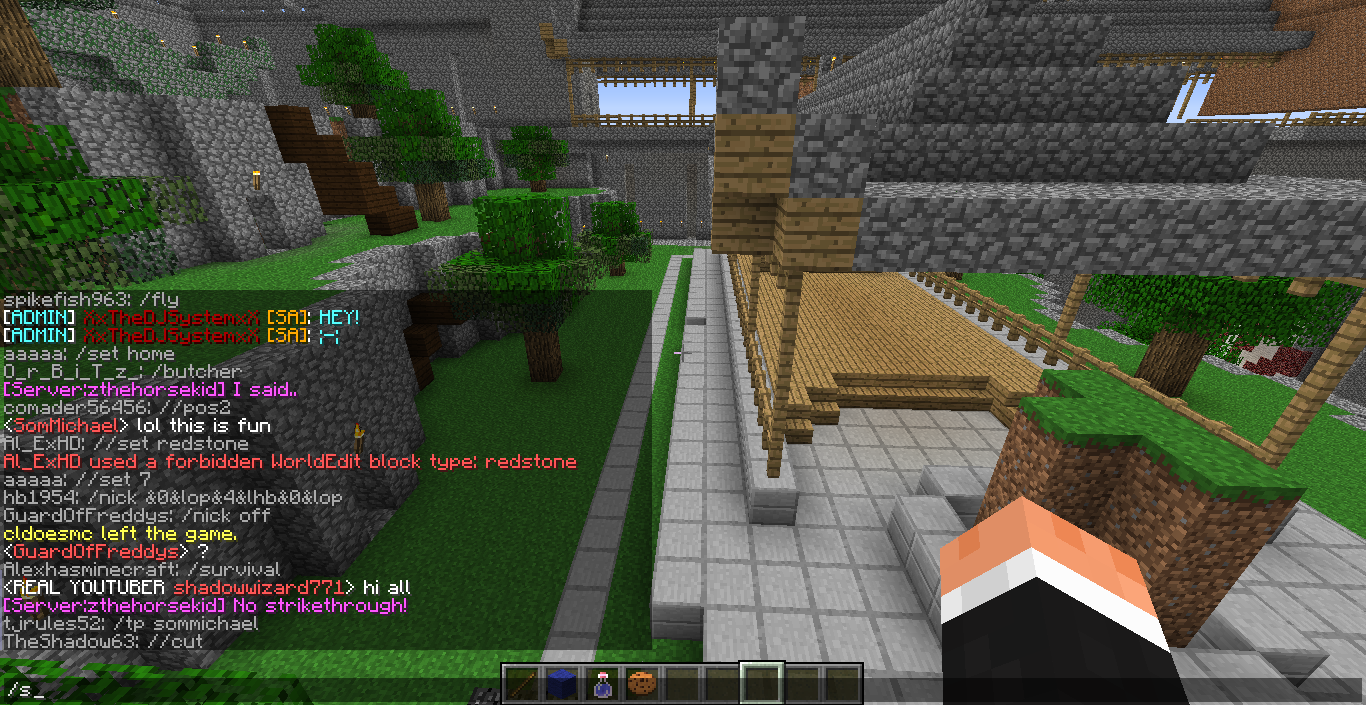 spikefish963: /fly
[ADMIN] XxTheDJSystemxX [SA]: HEY!
[ADMIN] XxTheDJSystemxX [SA]: ;-;
aaaaa: /set home
O_r_B_i_T_z_: /butcher
[Server:zthehorsekid] I said..
comader56456: //pos2
<SomMichael> lol this is fun
Al_ExHD: //set redstone
Al_ExHD used a forbidden WorldEdit block type: redstone
aaaaa: //set 7
hb1954: /nick &0&lop&4&lhb&0&lop
GuardOfFreddys: /nick off
cldoesmc left the game.
<GuardOfFreddys> ?
Alexhasminecraft: /survival
<REAL YOUTUBER shadowwizard771> hi all
[Server:zthehorsekid] No strikethrough!
tjrules52: /tp sommichael
TheShadow63: //cut
/s_